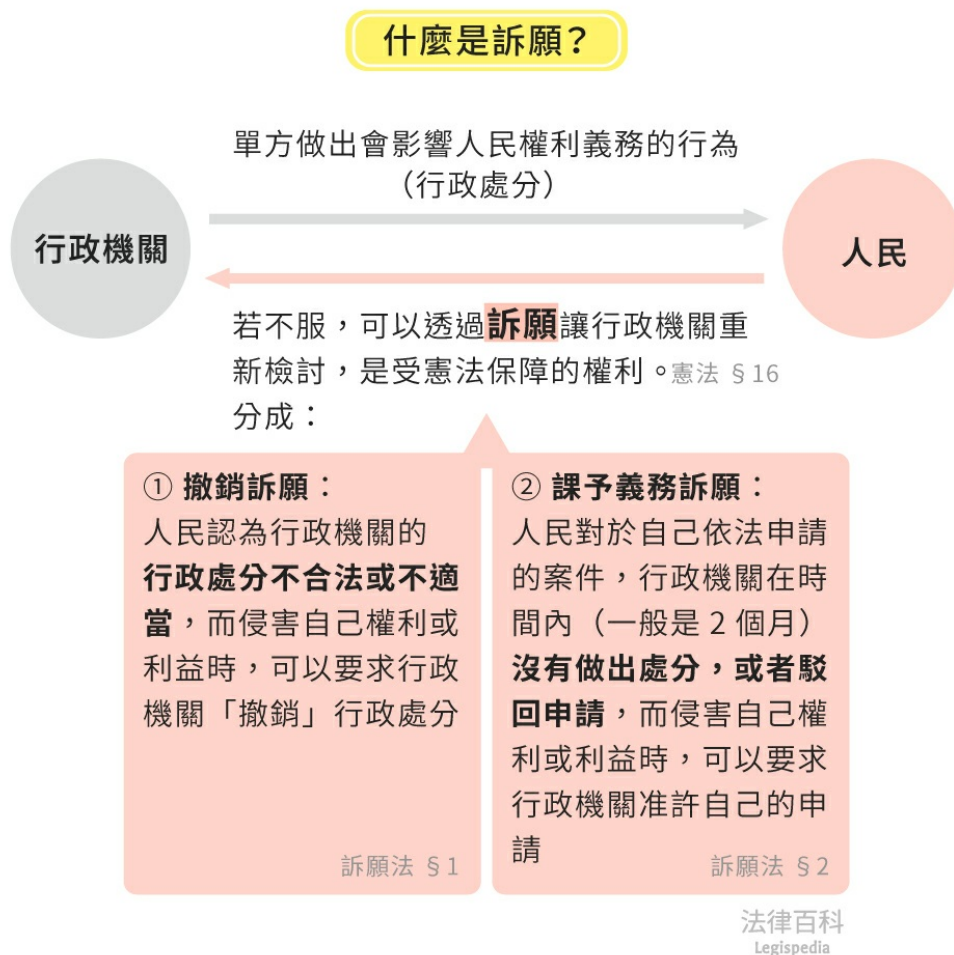 什麼是訴願？
單方做出會影響人民權利義務的行為
（行政處分）
行政機關
人民
若不服，可以透過訴願讓行政機關重
新檢討，是受憲法保障的權利。憲法 §16
分成：
① 撤銷訴願：
人民認為行政機關的
行政處分不合法或不適
當，而侵害自己權利或
利益時，可以要求行政
機關「撤銷」行政處分
訴願法 §1
② 課予義務訴願：
人民對於自己依法申請
的案件，行政機關在時
間內（一般是 2 個月）
沒有做出處分，或者駁
回申請，而侵害自己權
利或利益時，可以要求
行政機關准許自己的申
請
訴願法 §2
法律百科
Legispedia